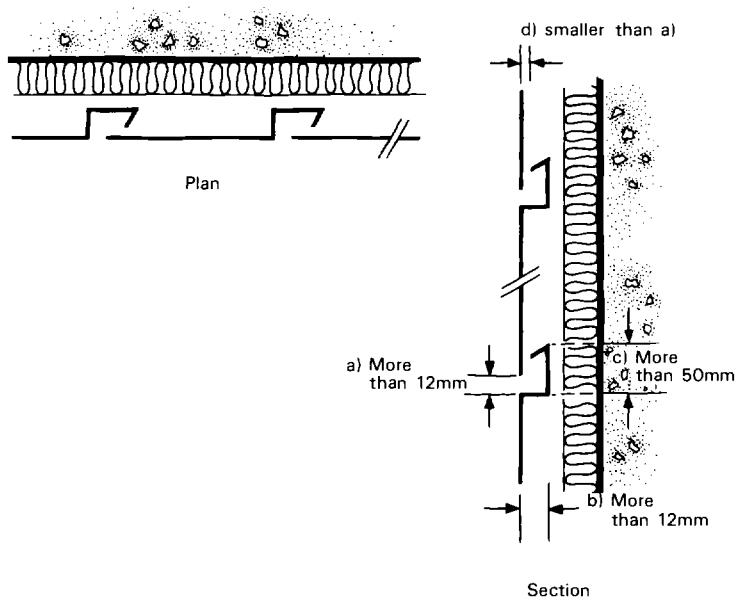 d) smaller than a)
Plan
a) More
than 12mm
c) More
than 50mm
b) More
than 12mm
Section